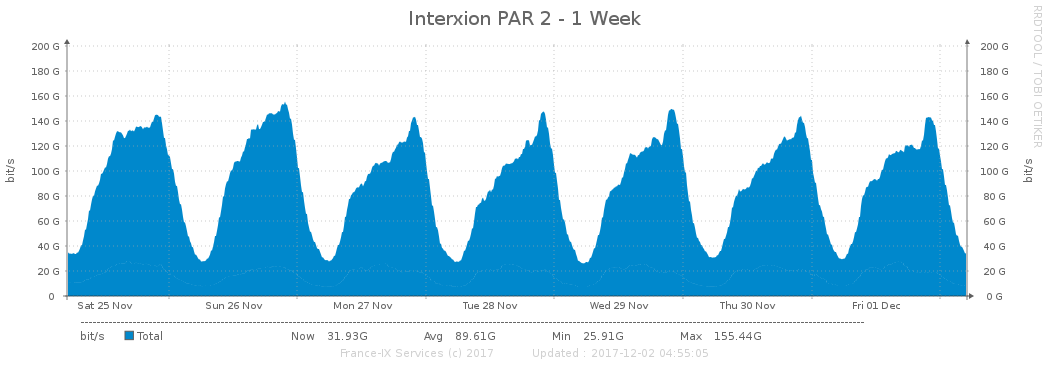 Interxion PAR 2 - 1 Week
RRDTOOL / TOBI OETIKER
200 G 200 G
180 G 180 G
160 G 160 G
140 G 140 G
120 G 120 G
100 G 100 G
80 G 80 G
60 G 60 G
40 G 40 G
20 G 20 G
0 0 G
bit/s bit/s
Sat 25 Nov Sun 26 Nov Mon 27 Nov Tue 28 Nov Wed 29 Nov Thu 30 Nov Fri 01 Dec
bit/s Total Now 31.93G Avg 89.61G Min 25.91G Max 155.44G
France-IX Services (c) 2017 Updated : 2017-12-02 04:55:05